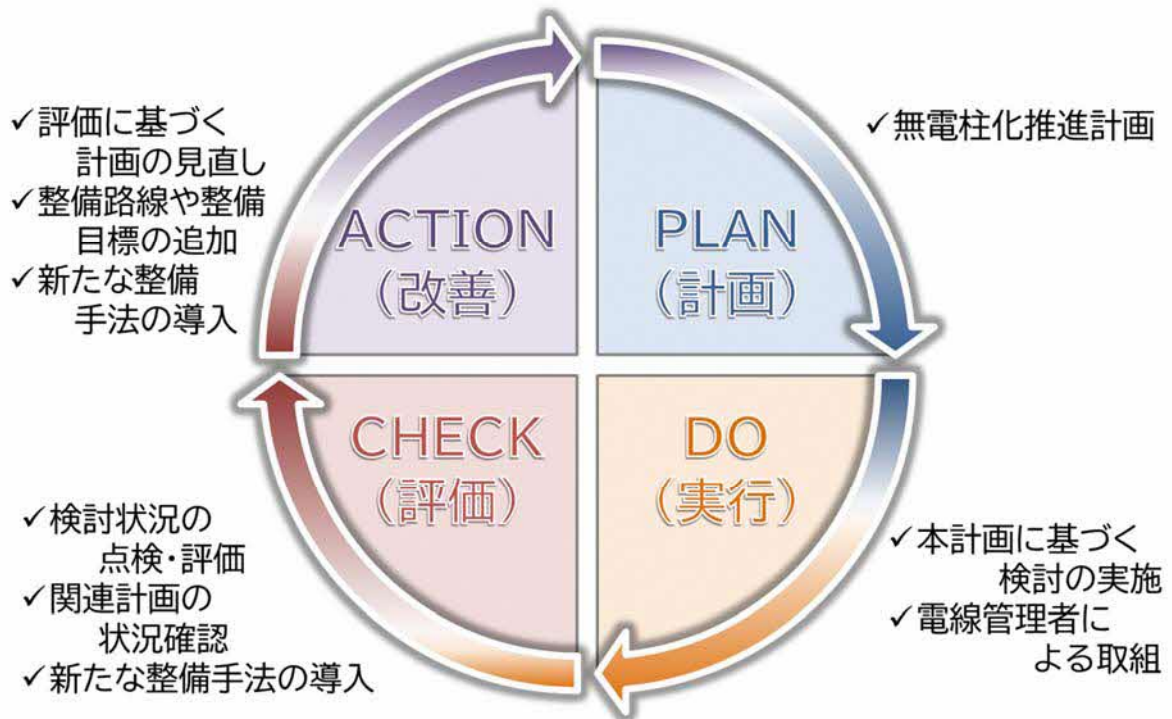 ✓評価に基づく
計画の見直し
✓整備路線や整備
目標の追加
✓新たな整備
手法の導入
ACTION
（改善）
PLAN
（計画）
✓無電柱化推進計画
CHECK
（評価）
DO
（実行）
✓検討状況の
点検・評価
✓関連計画の
状況確認
✓新たな整備手法の導入
✓本計画に基づく
検討の実施
✓電線管理者に
よる取組